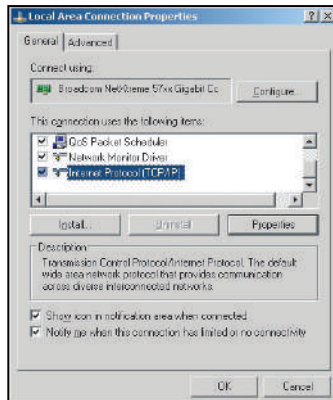 Local Area Connection Properties
General Advanced
Connect using:
Broadcom NetXtreme 57xx Gigabit Cc
Configure...
This connection uses the following items:
QoS Packet Scheduler
Network Monitor Driver
Internet Protocol (TCP/IP)
Install...
Uninstall
Properties
Description
Transmission Control Protocol/Internet Protocol. The default
wide area network protocol that provides communication
across diverse interconnected networks.
Show icon in notification area when connected
Notify me when this connection has limited or no connectivity
OK
Cancel